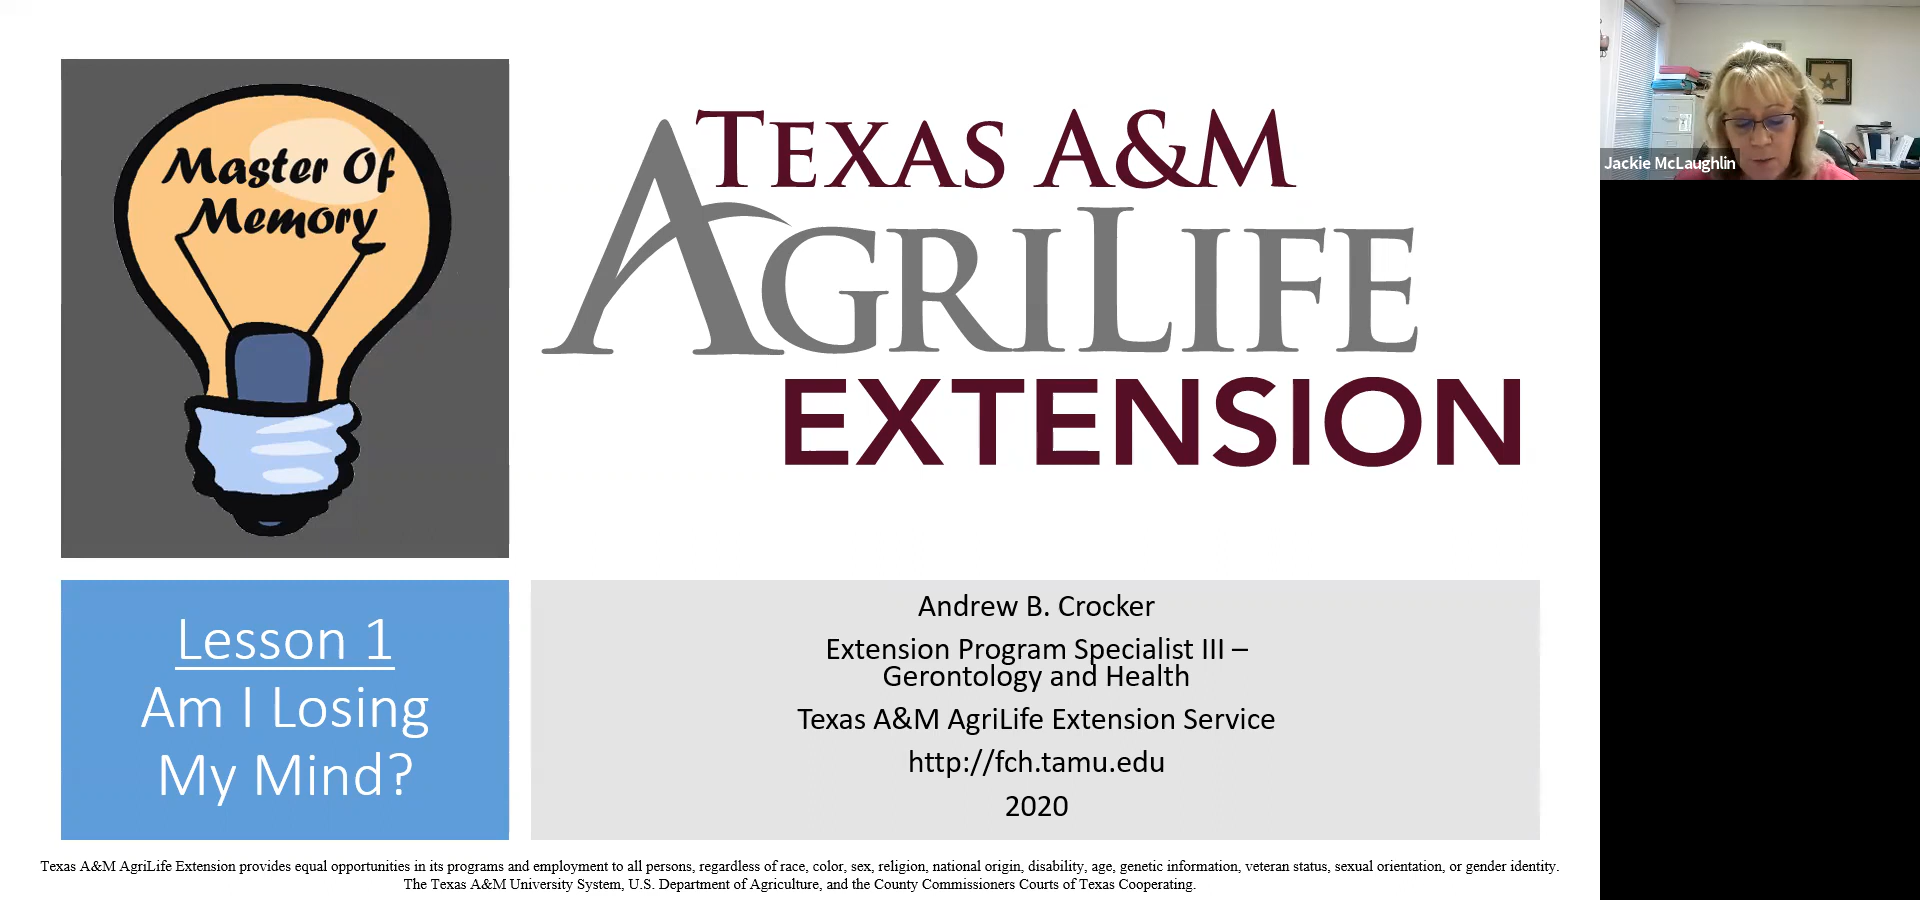 Master Of
Memory
TEXAS A&M
AGRILIFE
EXTENSION
Jackie McLaughlin
Lesson 1
Am I Losing
My Mind?
Andrew B. Crocker
Extension Program Specialist III –
Gerontology and Health
Texas A&M AgriLife Extension Service
http://fch.tamu.edu
2020
Texas A&M AgriLife Extension provides equal opportunities in its programs and employment to all persons, regardless of race, color, sex, religion, national origin, disability, age, genetic information, veteran status, sexual orientation, or gender identity.
The Texas A&M University System, U.S. Department of Agriculture, and the County Commissioners Courts of Texas Cooperating.